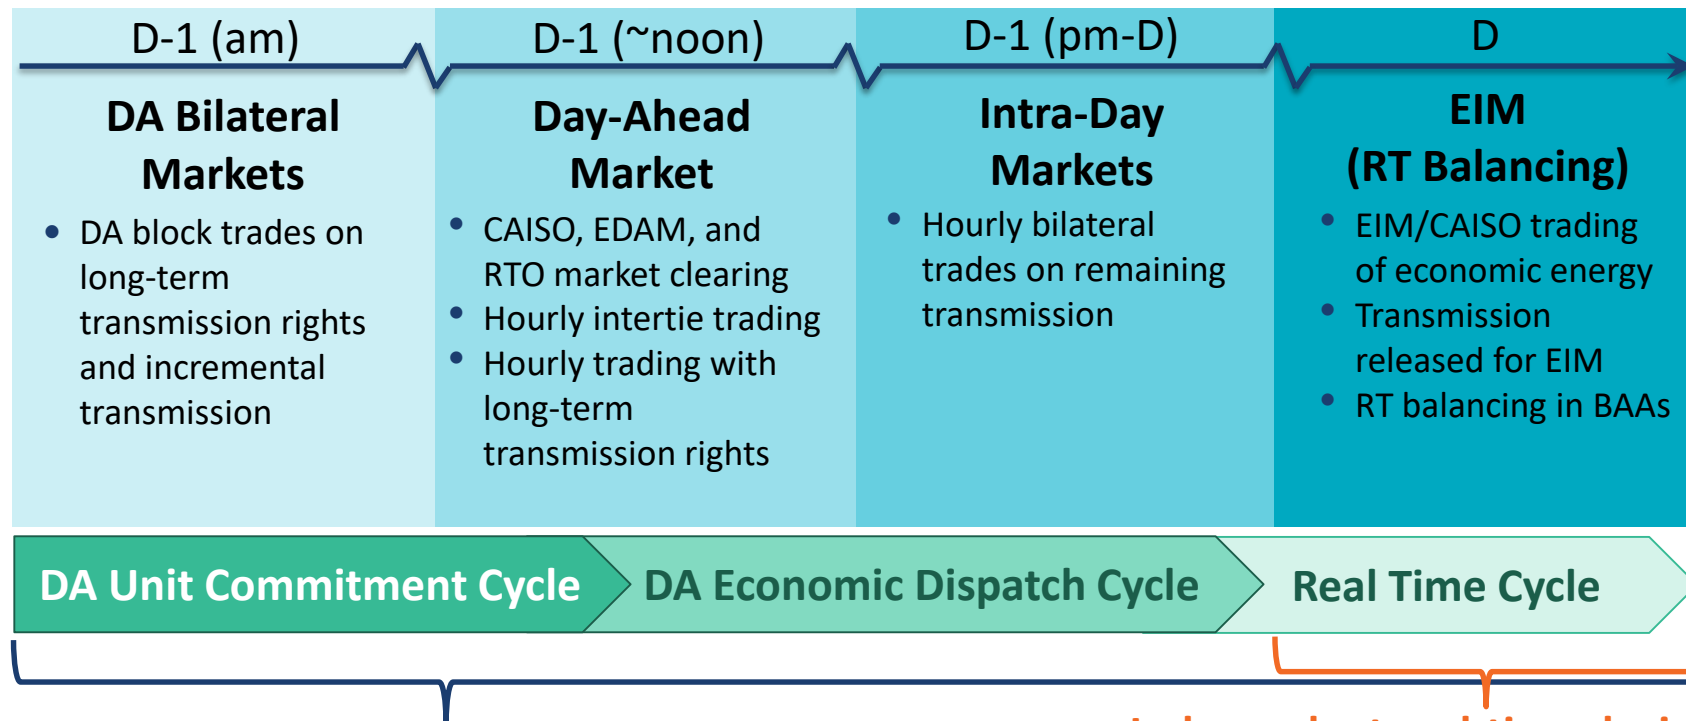 D-1 (am)
D-1 (~noon)
D-1 (pm-D)
D
DA Bilateral
Markets
• DA block trades on
long-term
transmission rights
and incremental
transmission
Day-Ahead
Market
• CAISO, EDAM, and
RTO market clearing
• Hourly intertie trading
• Hourly trading with
long-term
transmission rights
Intra-Day
Markets
• Hourly bilateral
trades on remaining
transmission
EIM
(RT Balancing)
• EIM/CAISO trading
of economic energy
• Transmission
released for EIM
• RT balancing in BAAs
DA Unit Commitment Cycle
DA Economic Dispatch Cycle
Real Time Cycle